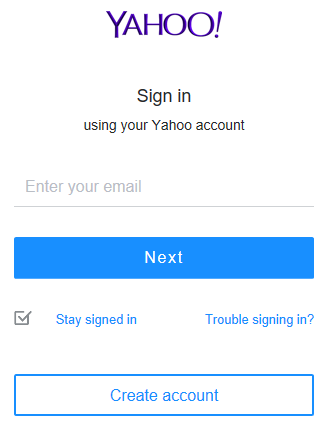 YAHOO!
Sign in
using your Yahoo account
Enter your email
Next
Stay signed in
Trouble signing in?
Create account